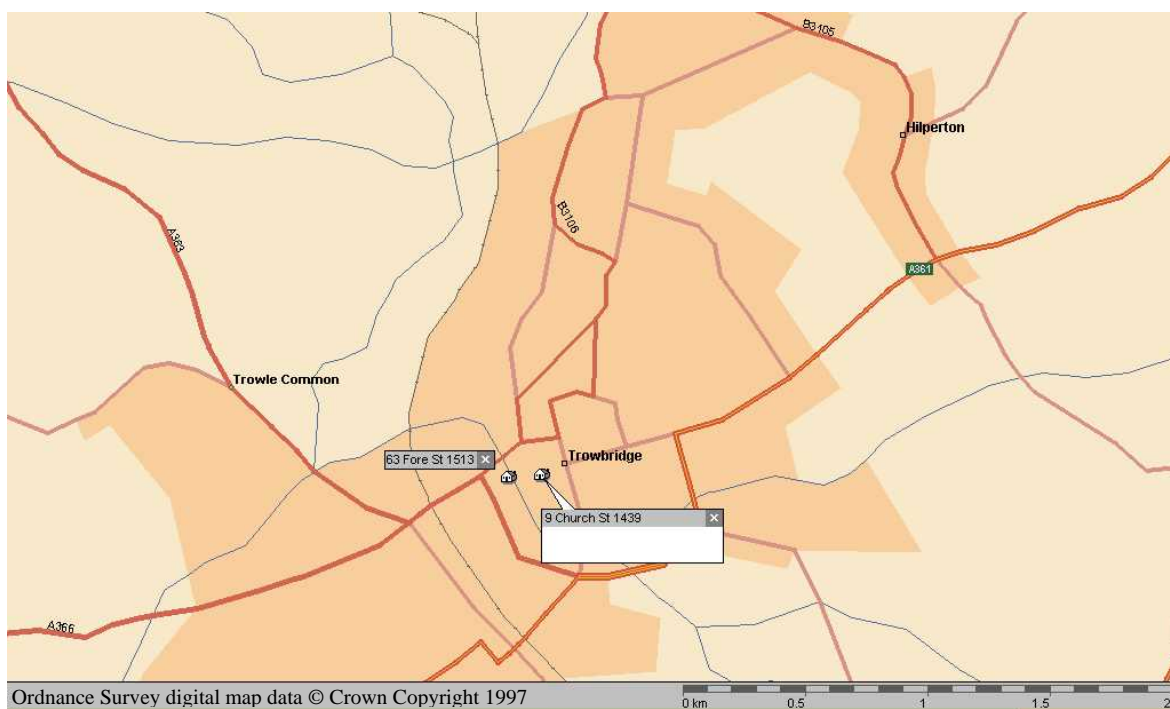 B3105
Hilperton
A363
B3106
A361
Trowle Common
63 Fore St 1513
Trowbridge
9 Church St 1439
A366
Ordnance Survey digital map data © Crown Copyright 1997
0 km 0.5 1 1.5 2